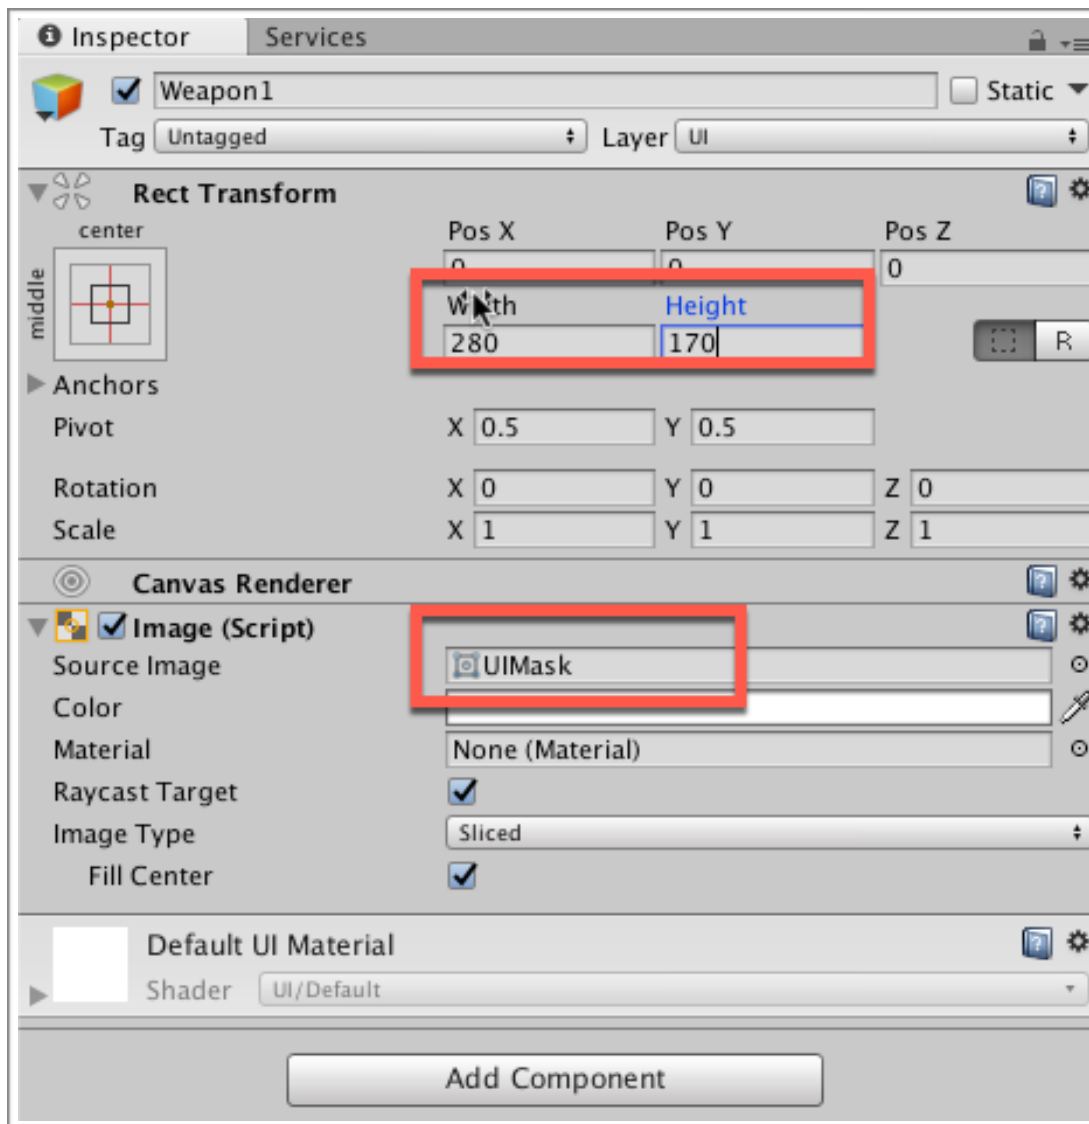 Inspector Services
Weapon1 Static
Tag Untagged Layer UI
Rect Transform
center Pos X Pos Y Pos Z
middle 0 0 0
Width Height
280 170 R
Anchors
Pivot X 0.5 Y 0.5
Rotation X 0 Y 0 Z 0
Scale X 1 Y 1 Z 1
Canvas Renderer
Image (Script)
Source Image UIMask
Color
Material None (Material)
Raycast Target
Image Type Sliced
Fill Center
Default UI Material
Shader UI/Default
Add Component